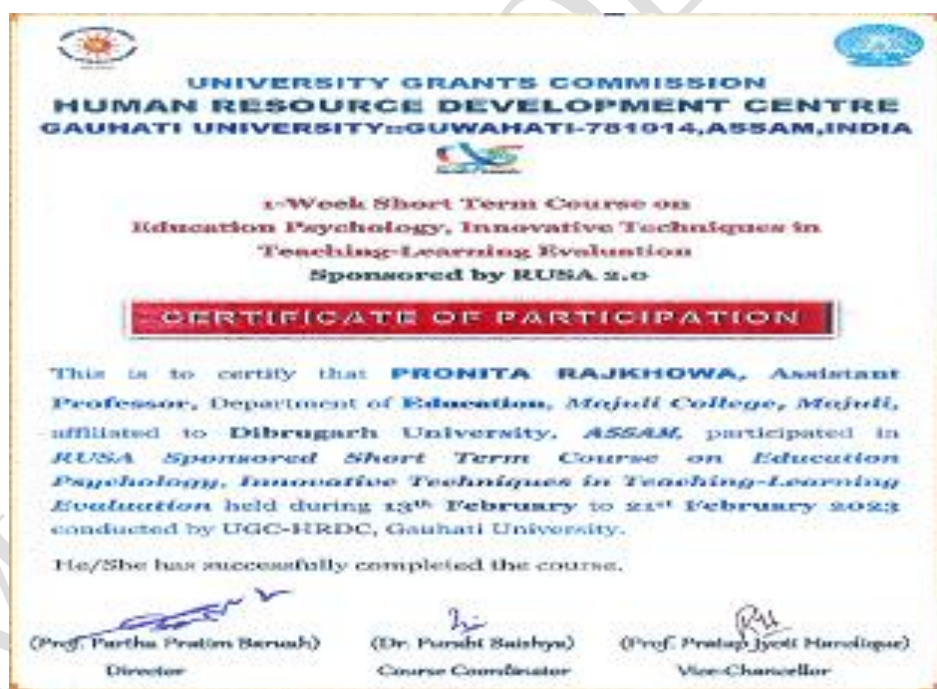 UNIVERSITY GRANTS COMMISSION
HUMAN RESOURCE DEVELOPMENT CENTRE
GAUHATI UNIVERSITY::GUWAHATI-781014,ASSAM,INDIA
1-Week Short Term Course on
Education Psychology, Innovative Techniques in
Teaching-Learning Evaluation
Sponsored by RUSA 2.0
CERTIFICATE OF PARTICIPATION
This is to certify that PRONITA RAJKHOWA, Assistant
Professor, Department of Education, Majuli College, Majuli,
affiliated to Dibrugarh University, ASSAM, participated in
RUSA Sponsored Short Term Course on Education
Psychology, Innovative Techniques in Teaching-Learning
Evaluation held during 13th February to 21st February 2023
conducted by UGC-HRDC, Gauhati University.
He/She has successfully completed the course.
(Prof. Partha Pratim Baruah) (Dr. Purabi Baishya) (Prof. Pratap Jyoti Handique)
Director Course Coordinator Vice-Chancellor